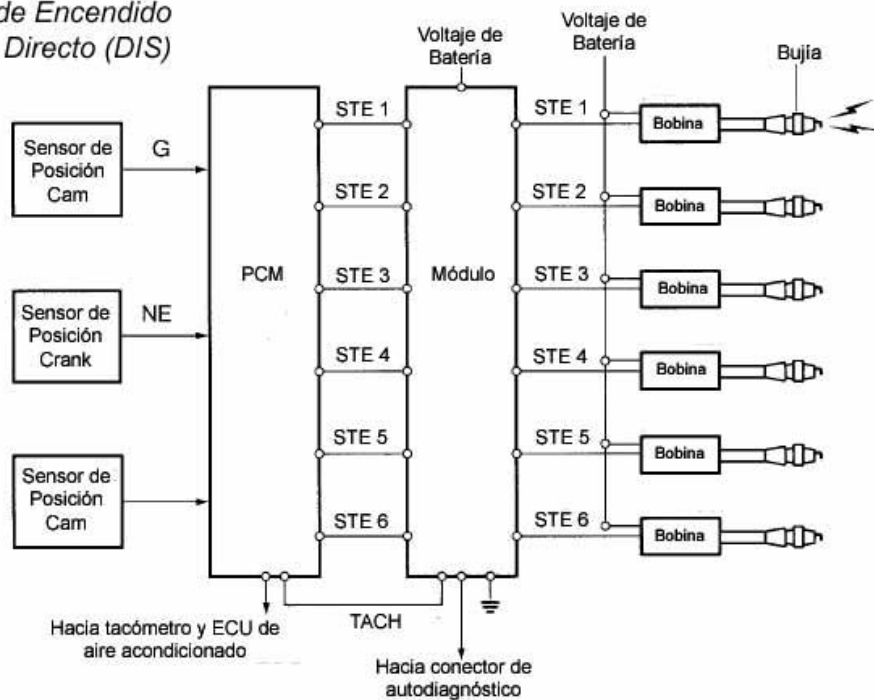 de Encendido
Directo (DIS)
Voltaje de
Batería
Voltaje de
Batería
Bujía
Sensor de
Posición
Cam
G
Sensor de
Posición
Crank
NE
Sensor de
Posición
Cam
PCM
STE 1
STE 2
STE 3
STE 4
STE 5
STE 6
Módulo
STE 1
STE 2
STE 3
STE 4
STE 5
STE 6
Bobina
Bobina
Bobina
Bobina
Bobina
Bobina
TACH
Hacia tacómetro y ECU de
aire acondicionado
Hacia conector de
autodiagnóstico